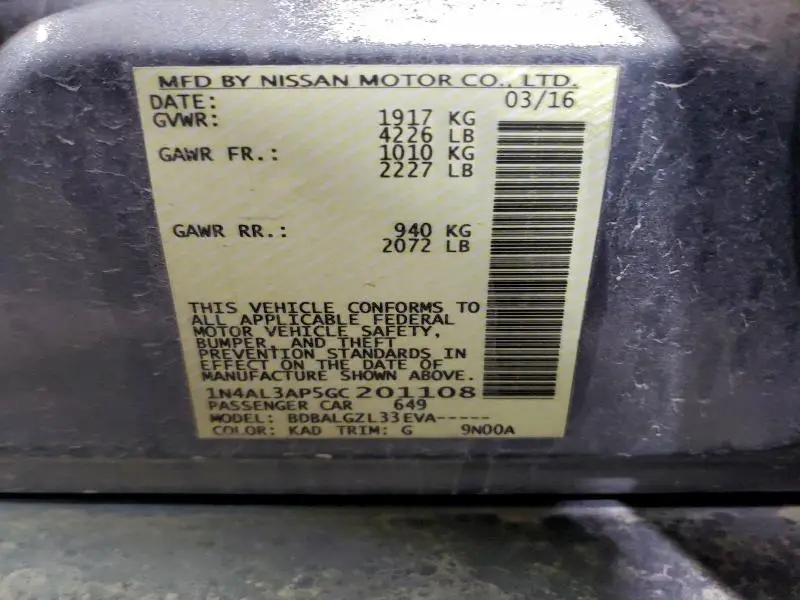 MFD BY NISSAN MOTOR CO., LTD.
DATE: 03/16
GVWR: 1917 KG
4226 LB
GAWR FR.: 1010 KG
2227 LB
GAWR RR.: 940 KG
2072 LB
THIS VEHICLE CONFORMS TO
ALL APPLICABLE FEDERAL
MOTOR VEHICLE SAFETY,
BUMPER, AND THEFT
PREVENTION STANDARDS IN
EFFECT ON THE DATE OF
MANUFACTURE SHOWN ABOVE.
1N4AL3AP5GC201108
PASSENGER CAR 649
MODEL: BDBALGZL33EVA-----
COLOR: KAD TRIM: G 9N00A